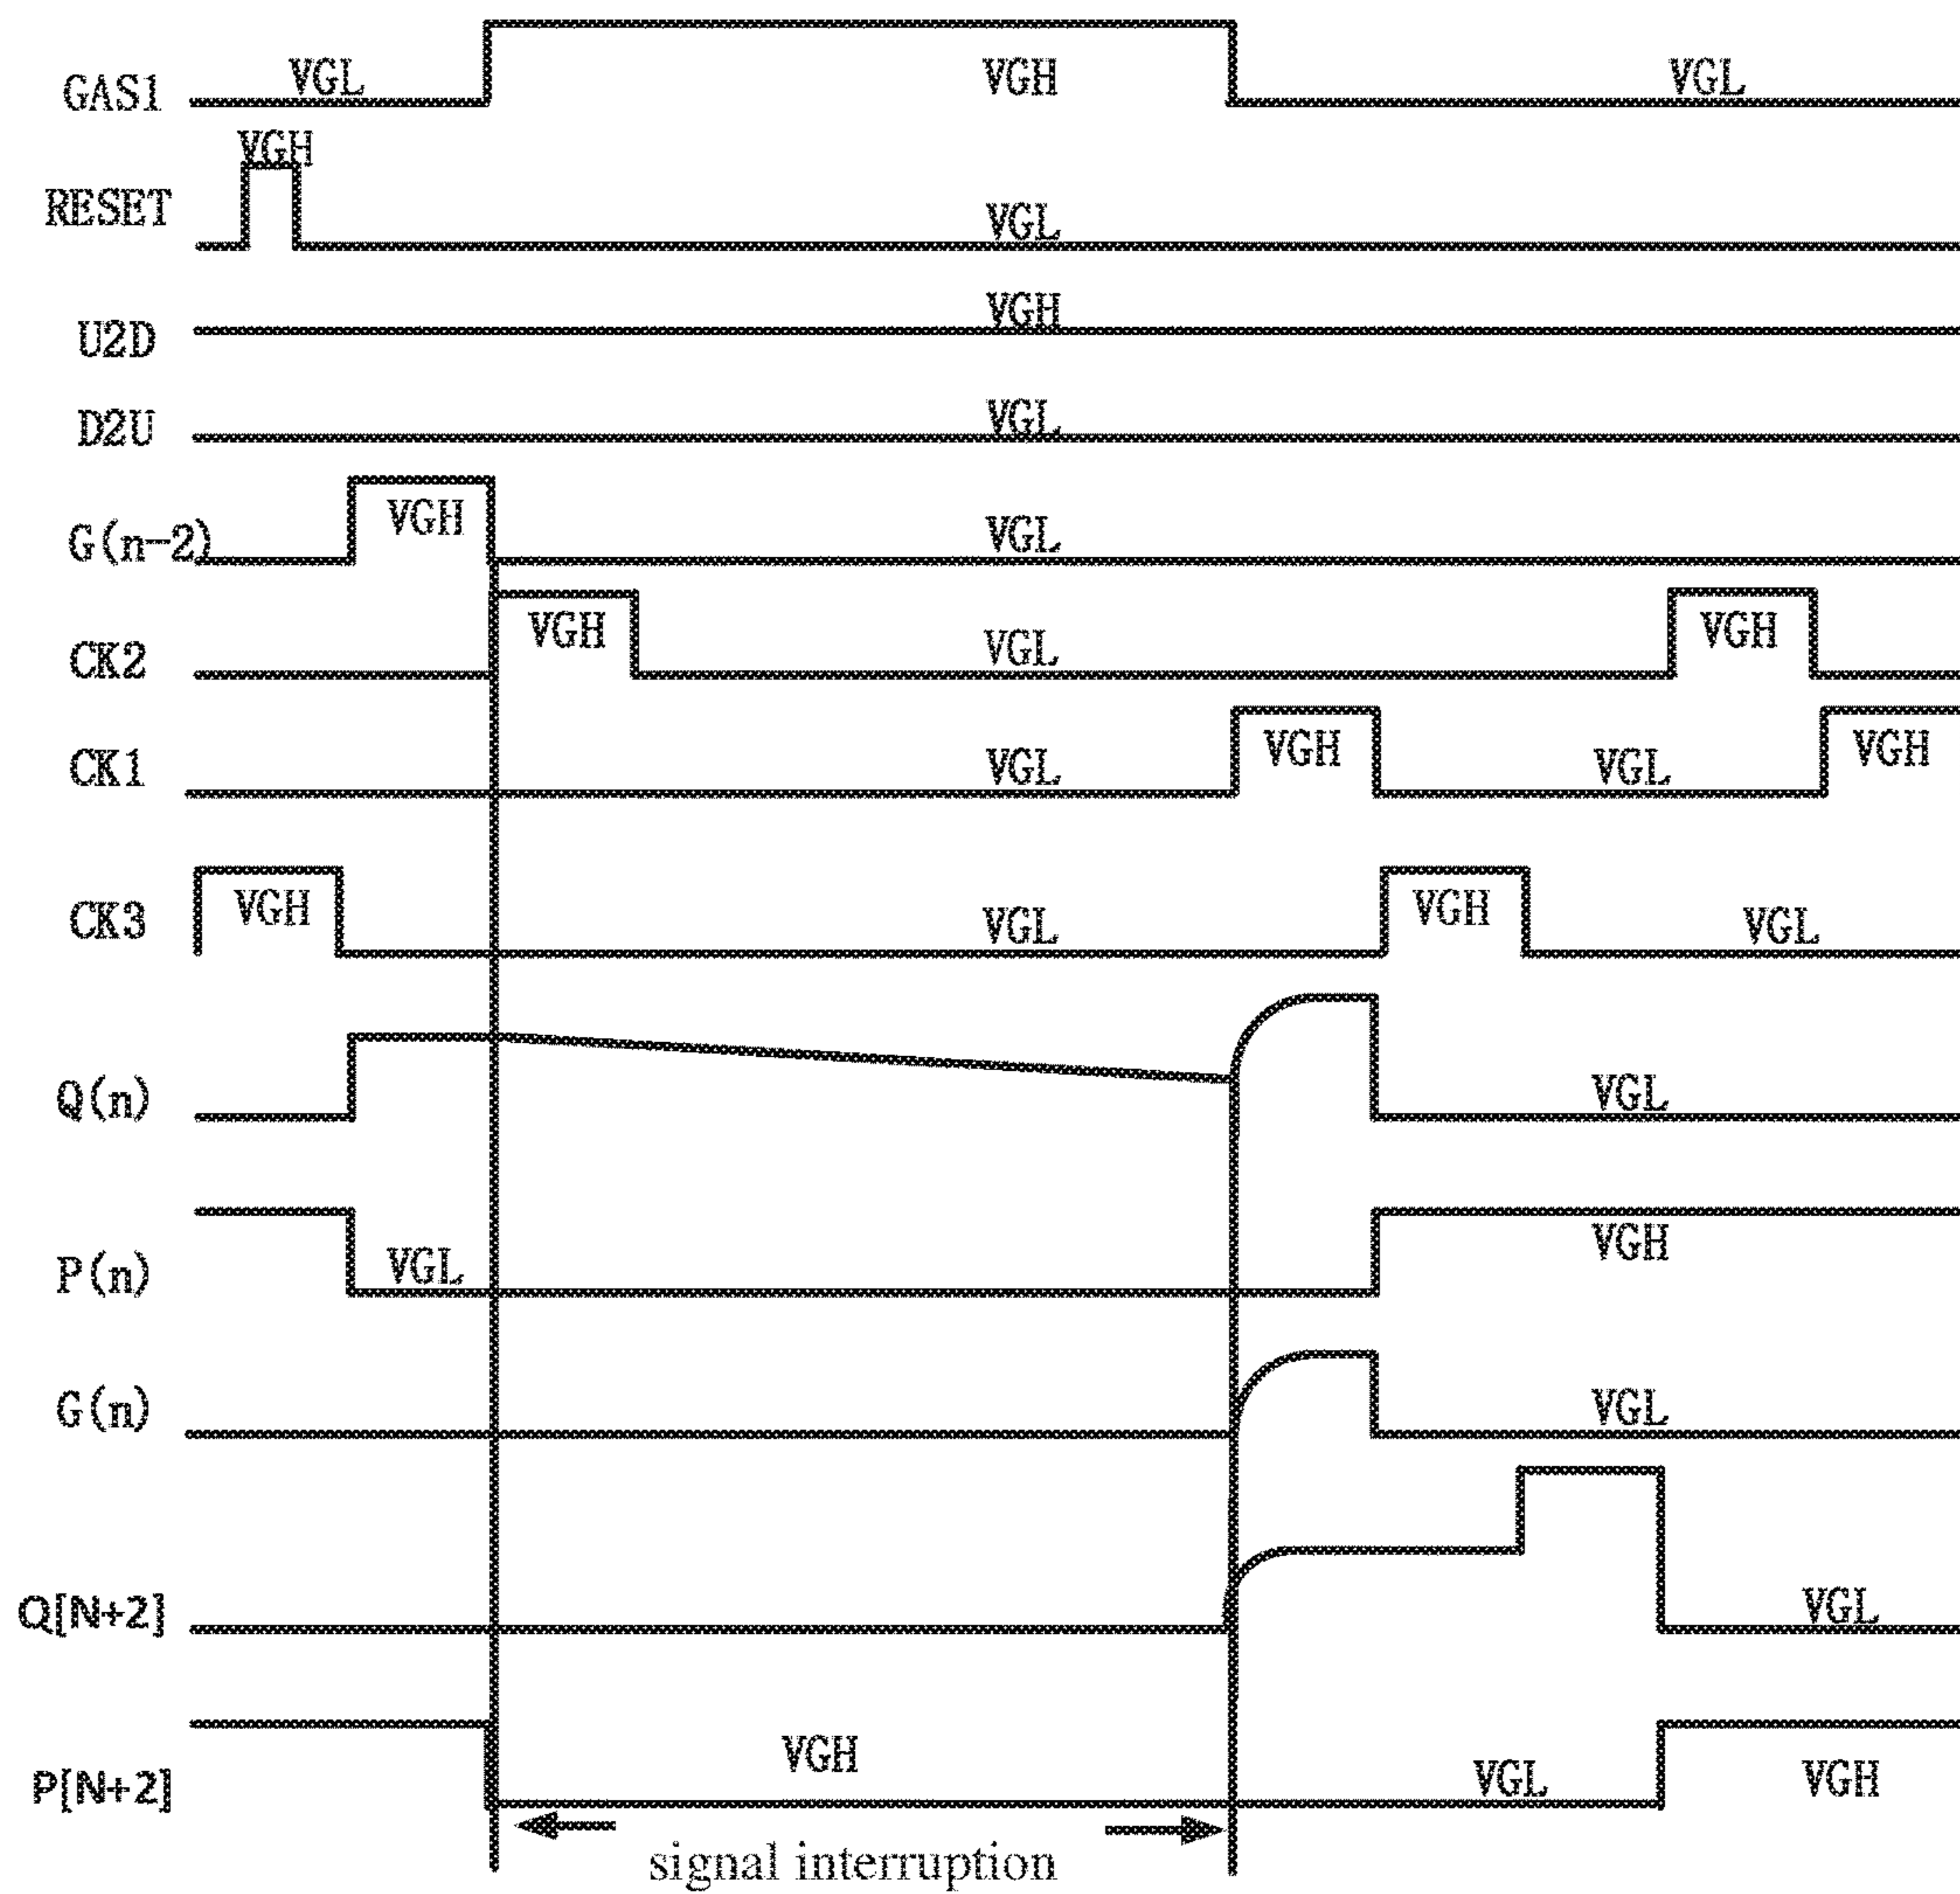 GAS1 VGL VGH VGL
VGH
RESET VGL
U2D VGH
D2U VGL
G(n-2) VGH VGL
CK2 VGH VGL VGH
CK1 VGL VGH VGL VGH
CK3 VGH VGL VGH VGL
Q(n) VGL
P(n) VGL VGH
G(n) VGL
Q[N+2] VGL
P[N+2] VGH VGL VGH
signal interruption